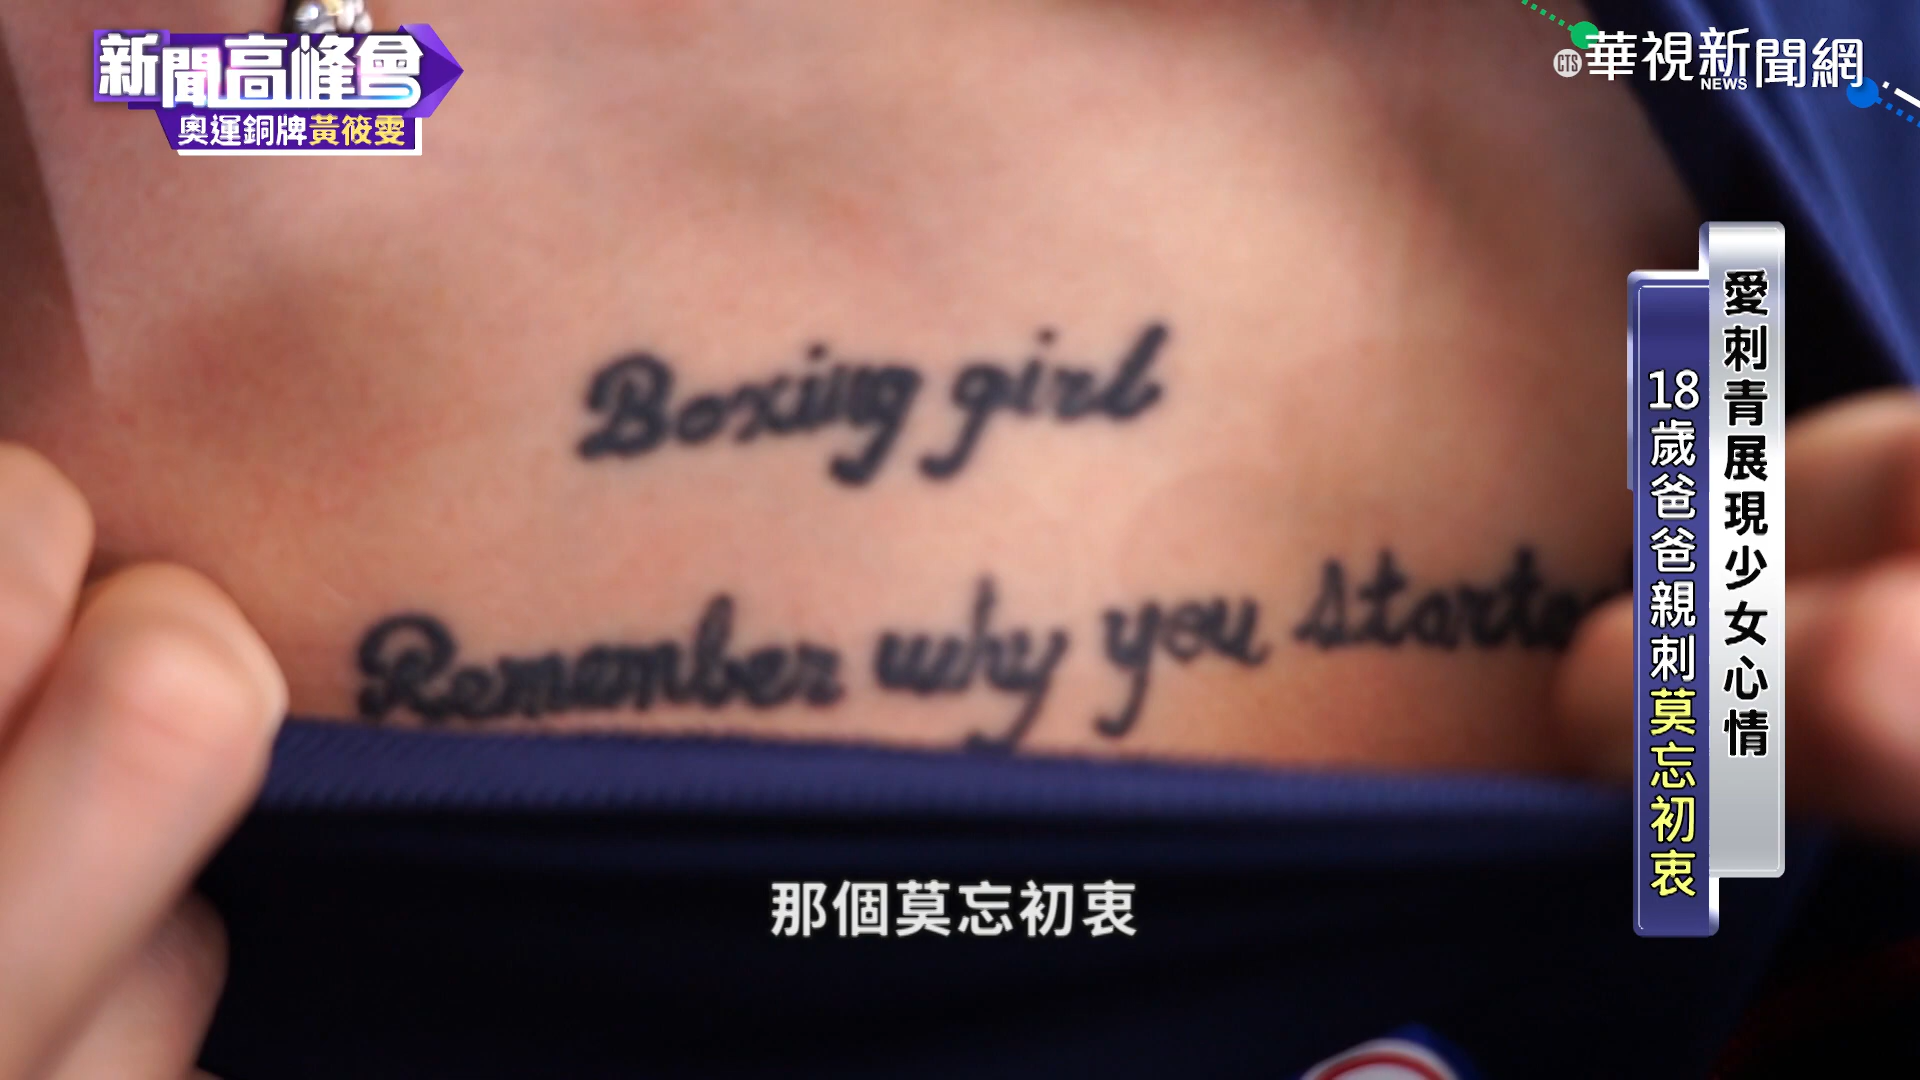 新聞高峰會
奧運銅牌黃筱雯
CTS 華視新聞網
NEWS
愛刺青展現少女心情
18歲爸爸親刺莫忘初衷
Boxing girl
Remember why you starte
那個莫忘初衷